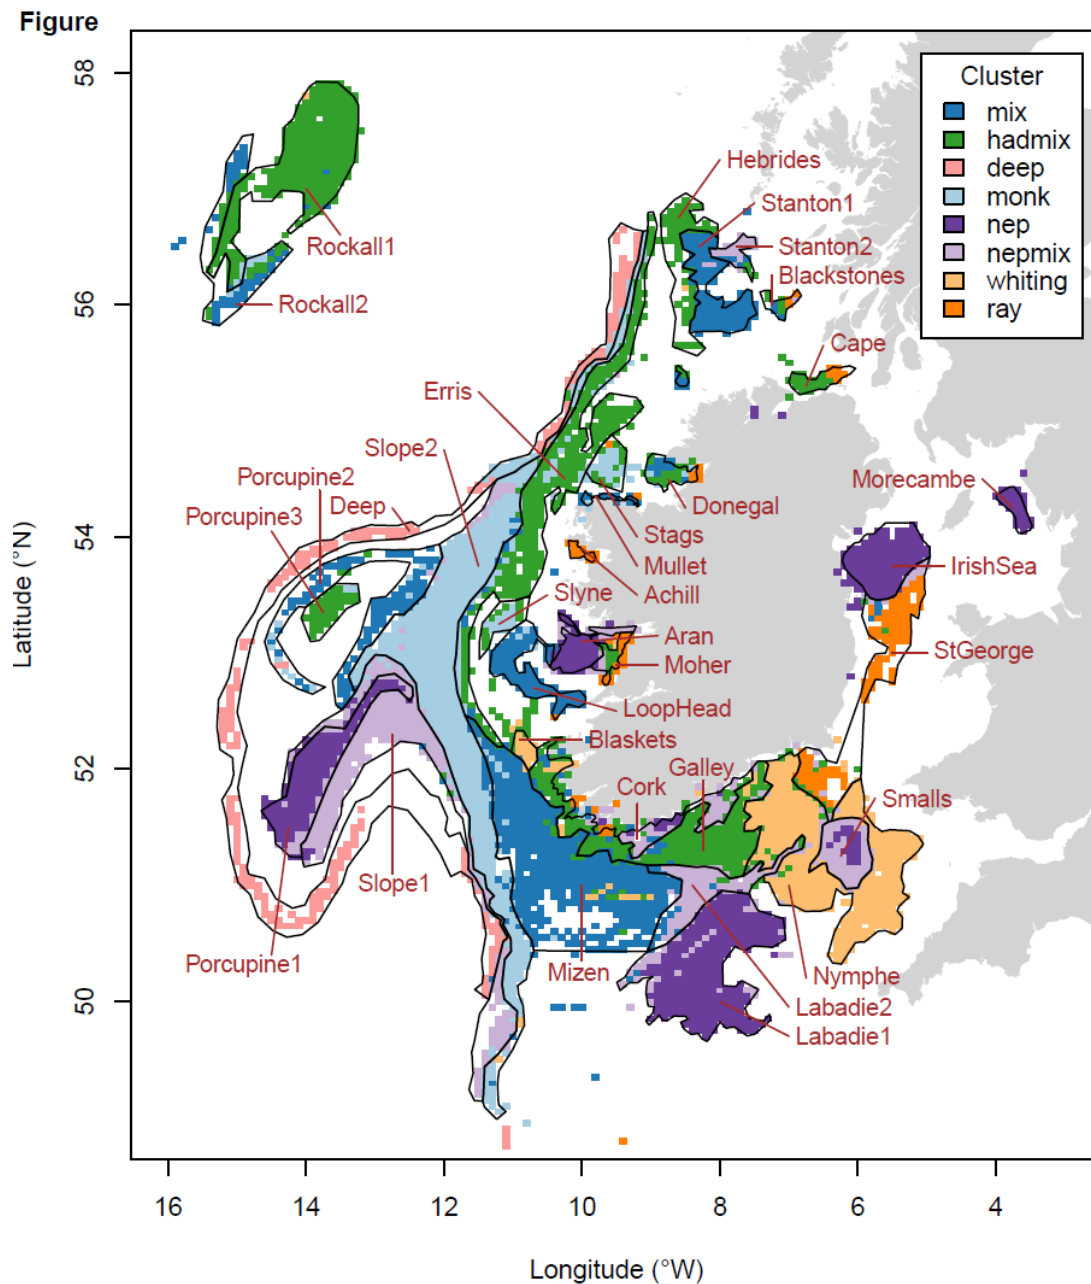 Figure
58
56
54
52
50
Latitude (°N)
Cluster
mix
hadmix
deep
monk
nep
nepmix
whiting
ray
Hebrides
Stanton1
Stanton2
Blackstones
Rockall1
Rockall2
Cape
Erris
Slope2
Porcupine2
Deep
Porcupine3
Donegal
Morecambe
Stags
Mullet
IrishSea
Achill
Slyne
Aran
Moher
StGeorge
LoopHead
Blaskets
Galley
Cork
Smalls
Slope1
Porcupine1
Mizen
Nymphe
Labadie2
Labadie1
16
14
12
10
8
6
4
Longitude (°W)